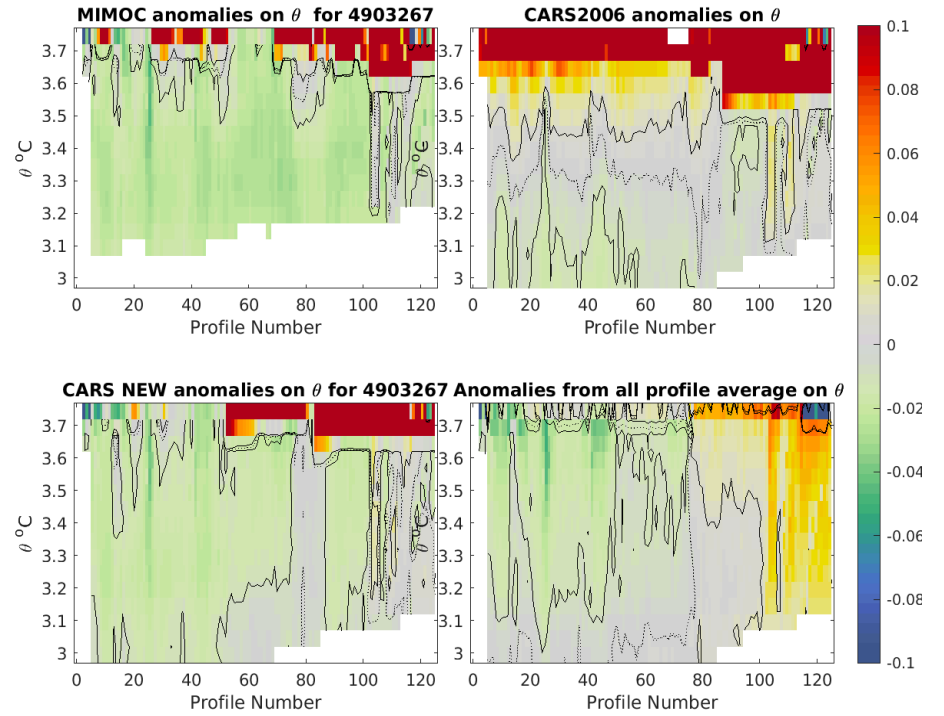 MIMOC anomalies on θ for 4903267
3.7
3.6
3.5
3.4
3.3
3.2
3.1
3
θ °C
0 20 40 60 80 100 120
Profile Number
CARS2006 anomalies on θ
3.7
3.6
3.5
3.4
3.3
3.2
3.1
3
θ °C
0 20 40 60 80 100 120
Profile Number
CARS NEW anomalies on θ for 4903267
3.7
3.6
3.5
3.4
3.3
3.2
3.1
3
θ °C
0 20 40 60 80 100 120
Profile Number
Anomalies from all profile average on θ
3.7
3.6
3.5
3.4
3.3
3.2
3.1
3
θ °C
0 20 40 60 80 100 120
Profile Number
0.1
0.08
0.06
0.04
0.02
0
-0.02
-0.04
-0.06
-0.08
-0.1